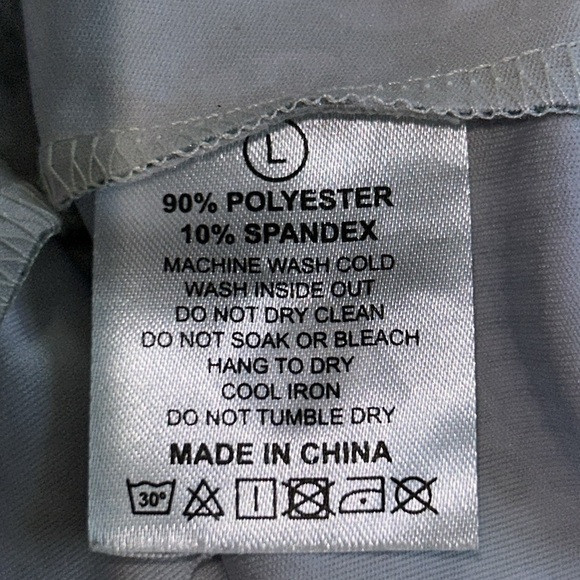 L
90% POLYESTER
10% SPANDEX
MACHINE WASH COLD
WASH INSIDE OUT
DO NOT DRY CLEAN
DO NOT SOAK OR BLEACH
HANG TO DRY
COOL IRON
DO NOT TUMBLE DRY
MADE IN CHINA
30°